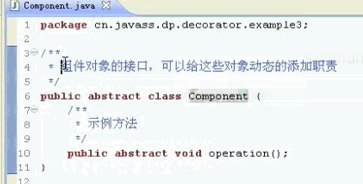 Component.java
1 package cn.javass.dp.decorator.example3;
2
3 /**
4 * 组件对象的接口，可以给这些对象动态的添加职责
5 */
6 public abstract class Component {
7 /**
8 * 示例方法
9 */
10 public abstract void operation();
11 }